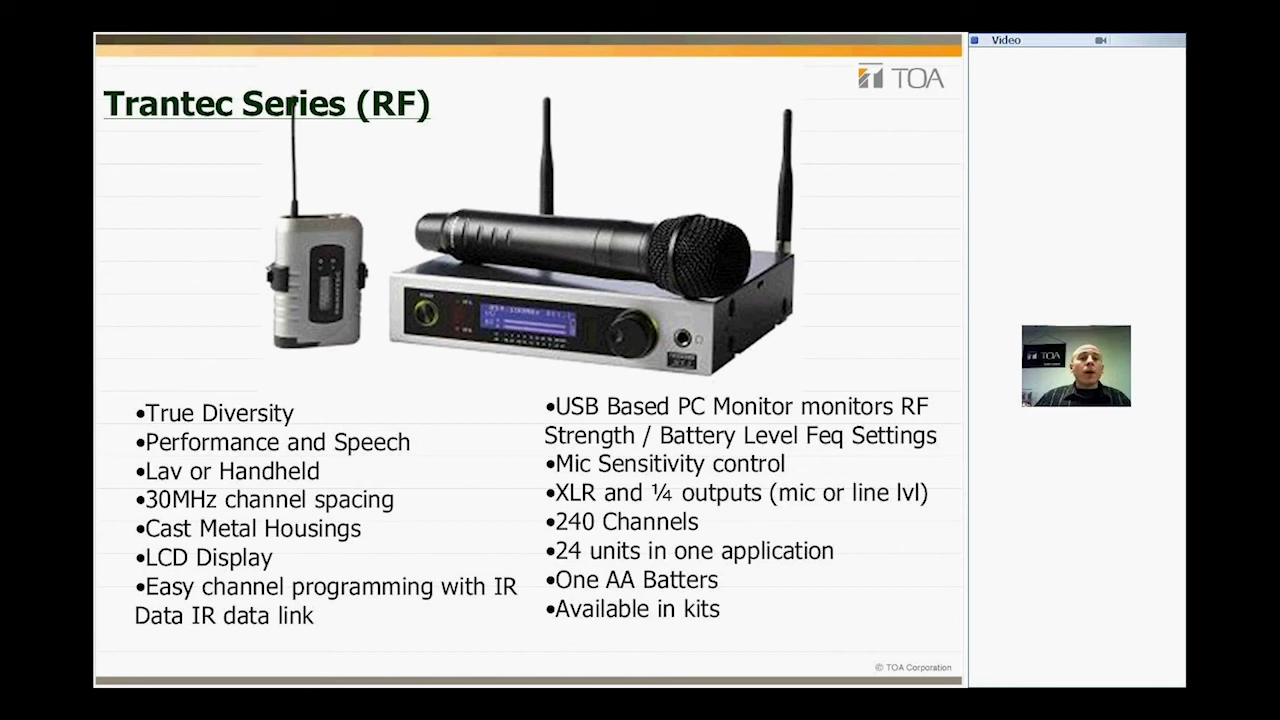 Video
TOA
Trantec Series (RF)
TRANTEC
•True Diversity
•Performance and Speech
•Lav or Handheld
•30MHz channel spacing
•Cast Metal Housings
•LCD Display
•Easy channel programming with IR
Data IR data link
•USB Based PC Monitor monitors RF
Strength / Battery Level Feq Settings
•Mic Sensitivity control
•XLR and ¼ outputs (mic or line lvl)
•240 Channels
•24 units in one application
•One AA Batters
•Available in kits
TOA
© TOA Corporation